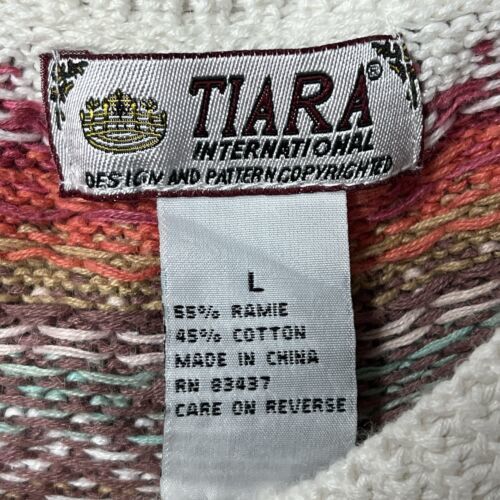 TIARA®
INTERNATIONAL
DESIGN AND PATTERN COPYRIGHTED
L
55% RAMIE
45% COTTON
MADE IN CHINA
RN 83437
CARE ON REVERSE